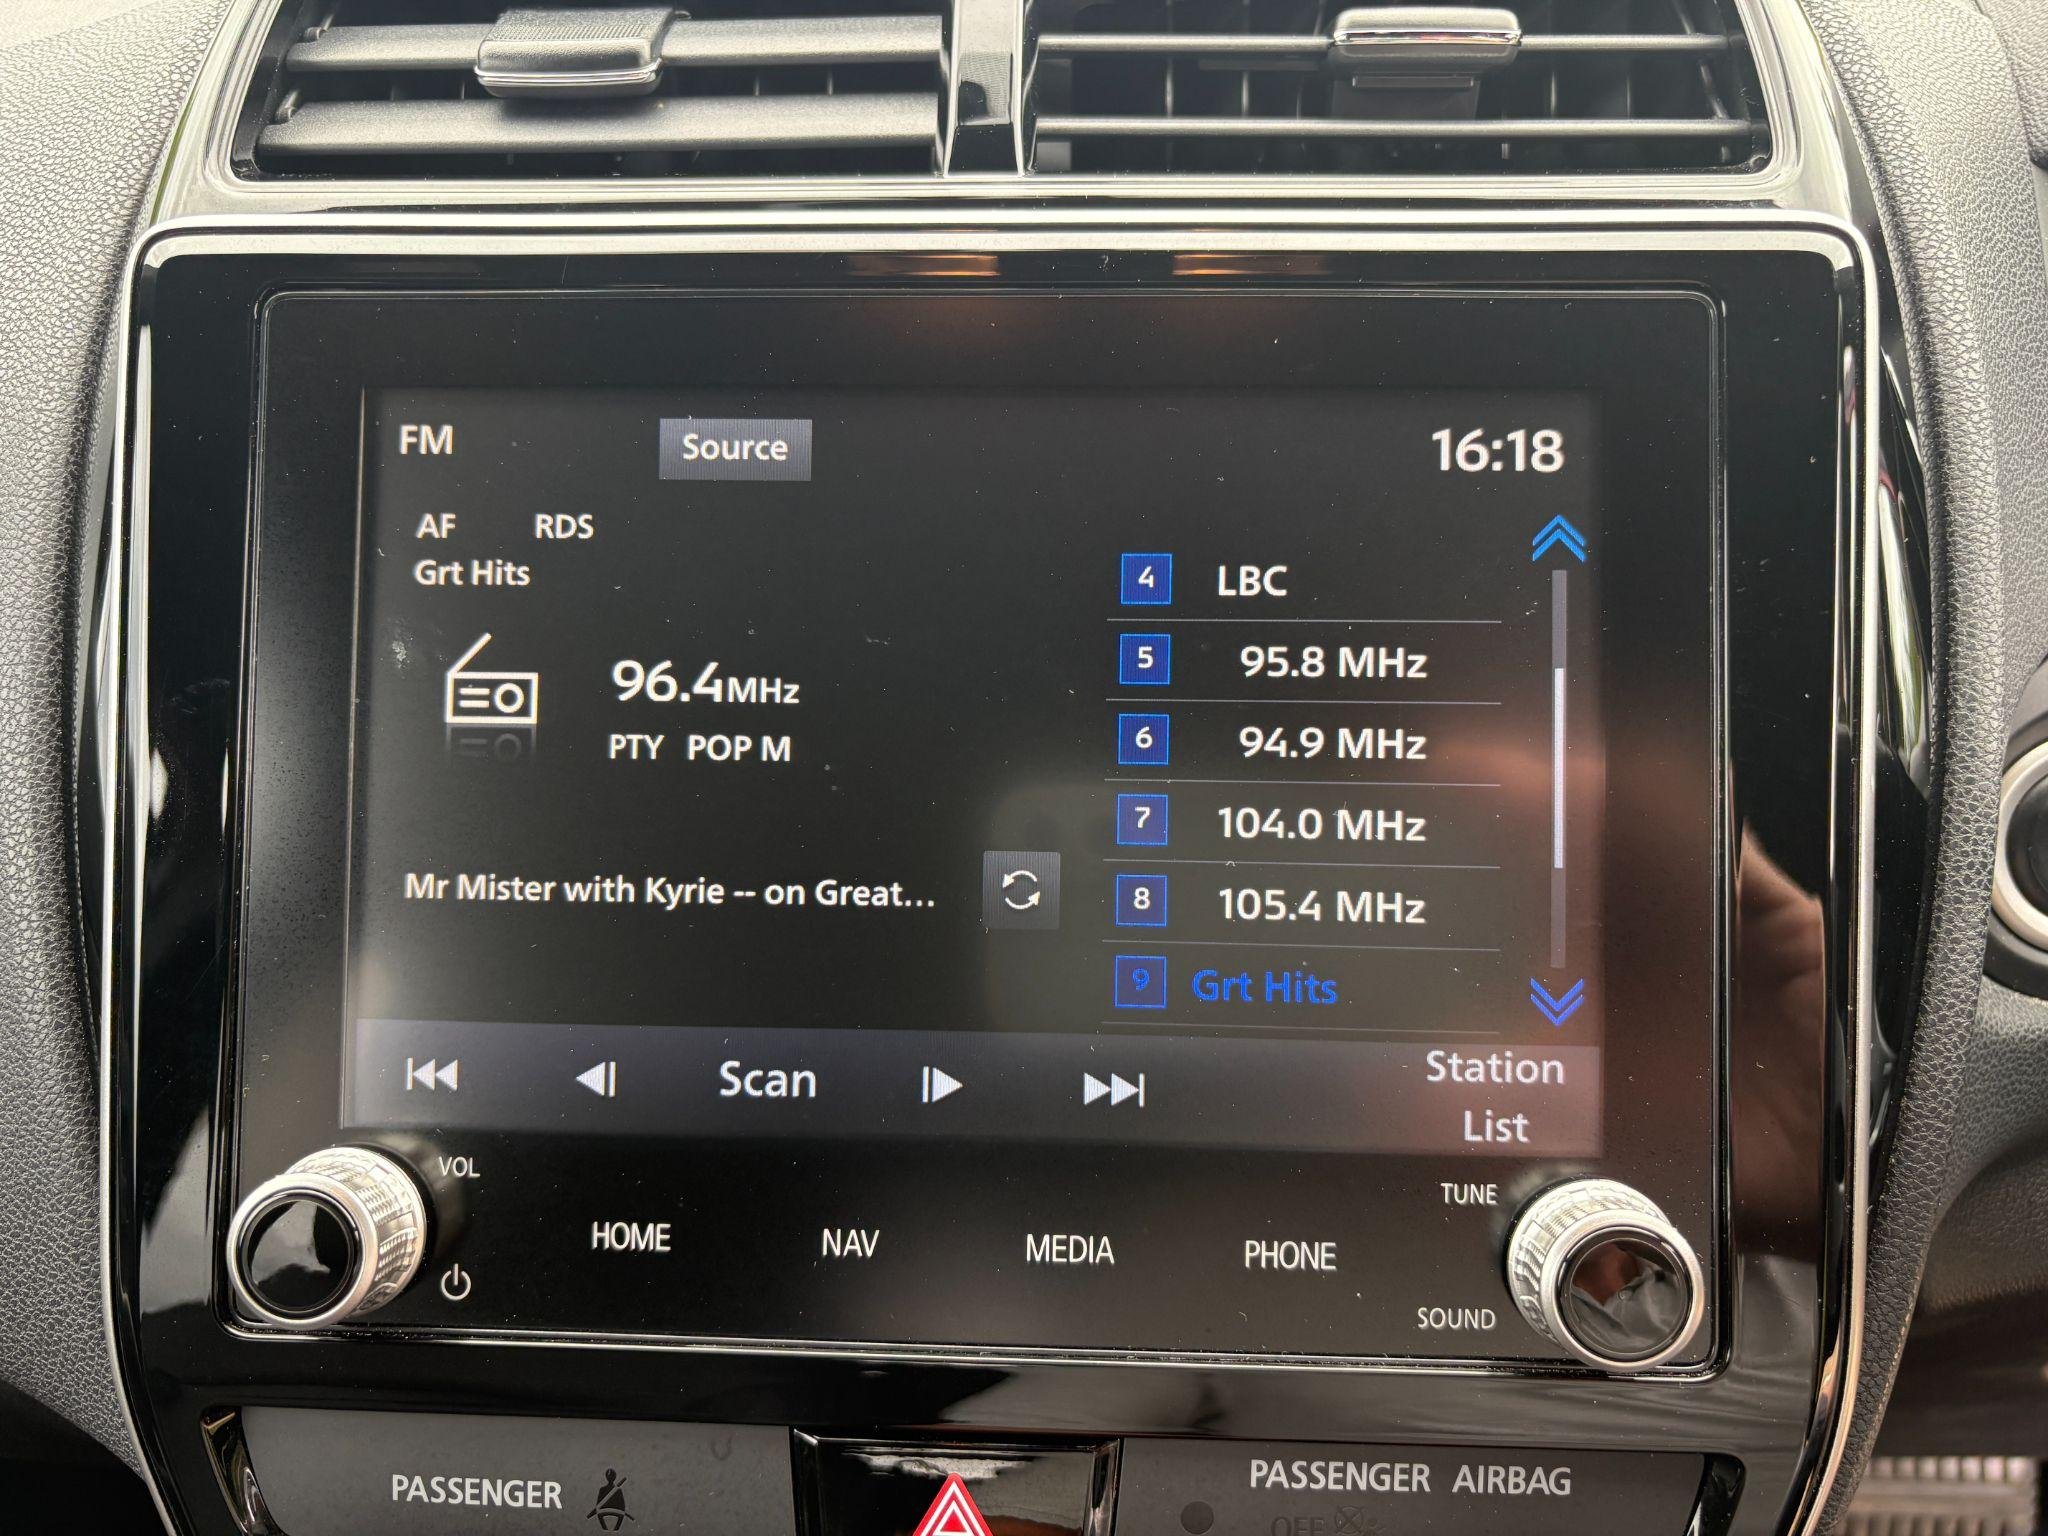 FM
Source
16:18
AF RDS
Grt Hits
96.4MHz
PTY POP M
Mr Mister with Kyrie -- on Great...
4 LBC
5 95.8 MHz
6 94.9 MHz
7 104.0 MHz
8 105.4 MHz
9 Grt Hits
Scan
Station
List
VOL
HOME
NAV
MEDIA
PHONE
TUNE
SOUND
PASSENGER
PASSENGER AIRBAG
OFF